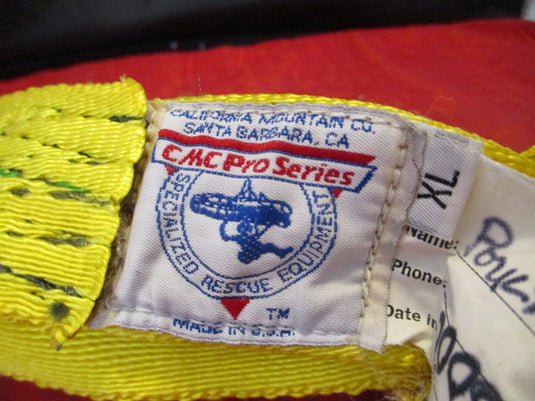 CALIFORNIA MOUNTAIN CO.
SANTA BARBARA, CA
CMC Pro Series
SPECIALIZED RESCUE EQUIPMENT
TM
MADE IN U.S.A.
XL
Name:
Phone:
Date in